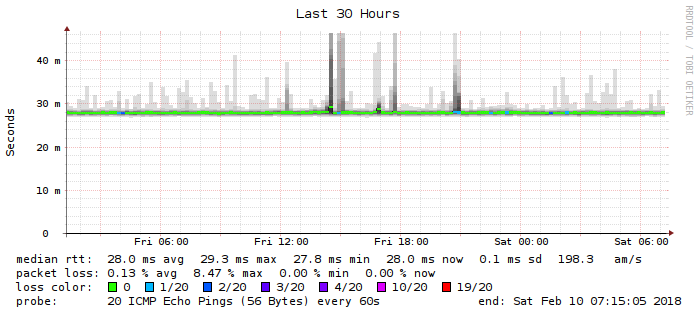 Last 30 Hours
RRDTOOL / TOBI OETIKER
Seconds
40 m
30 m
20 m
10 m
0
Fri 06:00 Fri 12:00 Fri 18:00 Sat 00:00 Sat 06:00
median rtt: 28.0 ms avg 29.3 ms max 27.8 ms min 28.0 ms now 0.1 ms sd 198.3 am/s
packet loss: 0.13 % avg 8.47 % max 0.00 % min 0.00 % now
loss color: 0 1/20 2/20 3/20 4/20 10/20 19/20
probe: 20 ICMP Echo Pings (56 Bytes) every 60s end: Sat Feb 10 07:15:05 2018